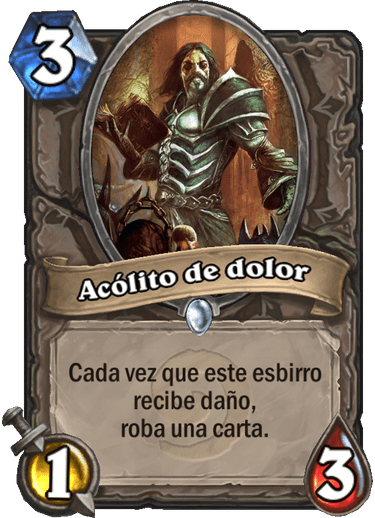 3
Acólito de dolor
Cada vez que este esbirro
recibe daño,
roba una carta.
1
3